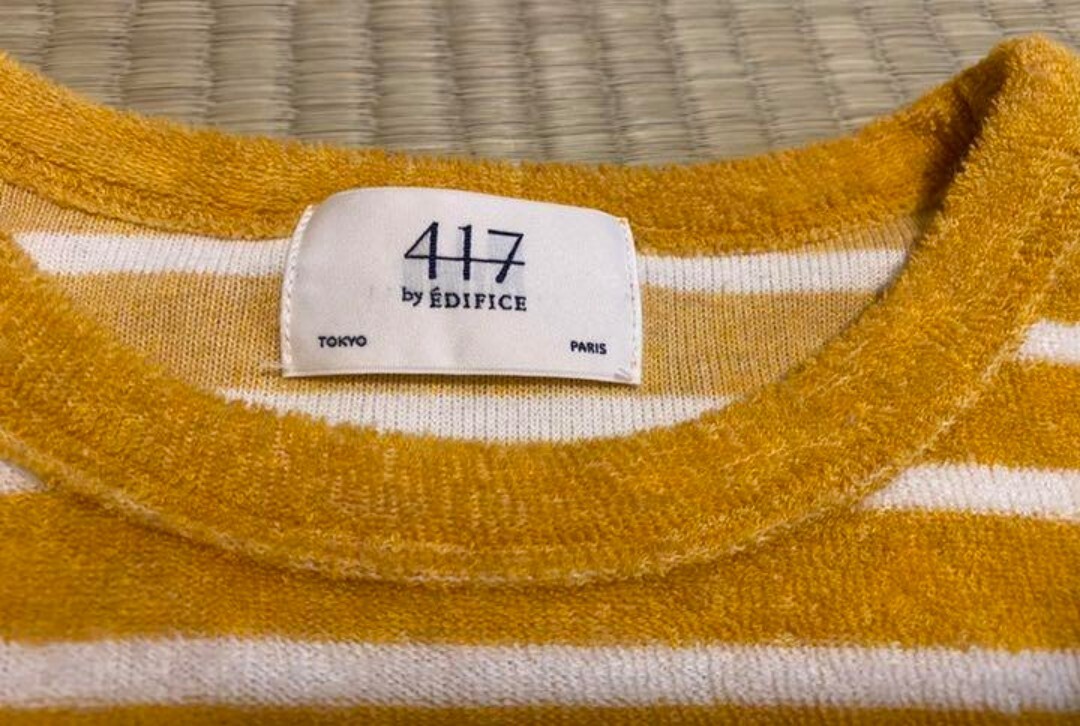 417
by ÉDIFICE
TOKYO PARIS